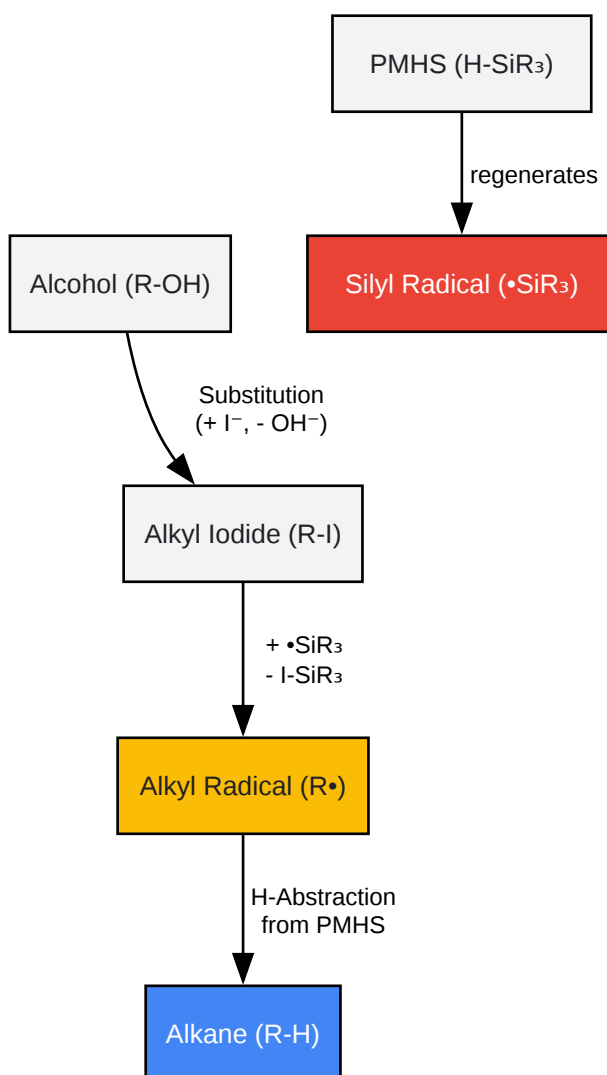 PMHS (H-SiR₃)
regenerates
Alcohol (R-OH)
Silyl Radical (•SiR₃)
Substitution
(+ I⁻, - OH⁻)
Alkyl Iodide (R-I)
+ •SiR₃
- I-SiR₃
Alkyl Radical (R•)
H-Abstraction
from PMHS
Alkane (R-H)